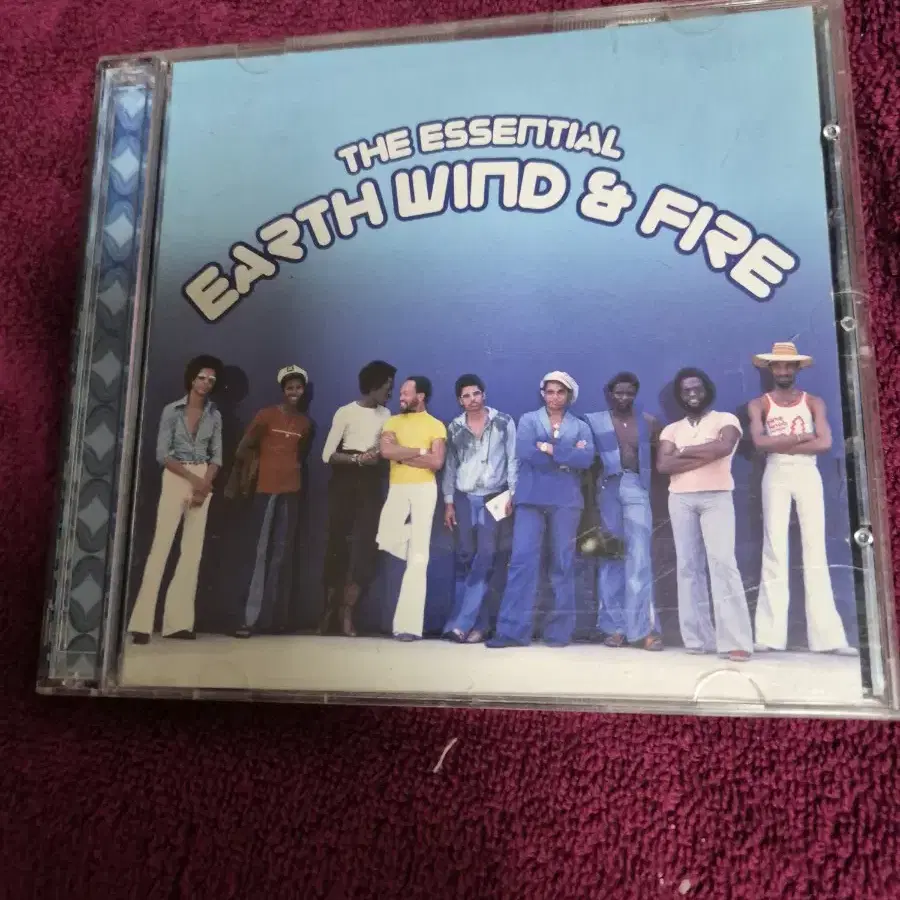 THE ESSENTIAL
EARTH WIND & FIRE